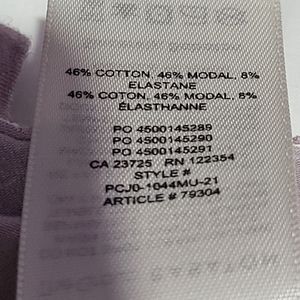 46% COTTON, 46% MODAL, 8%
ELASTANE
46% COTON, 46% MODAL, 8%
ÉLASTHANNE
PO 4500145289
PO 4500145290
PO 4500145291
CA 23725 RN 122354
STYLE #
PCJ0-1044MU-21
ARTICLE # 79304